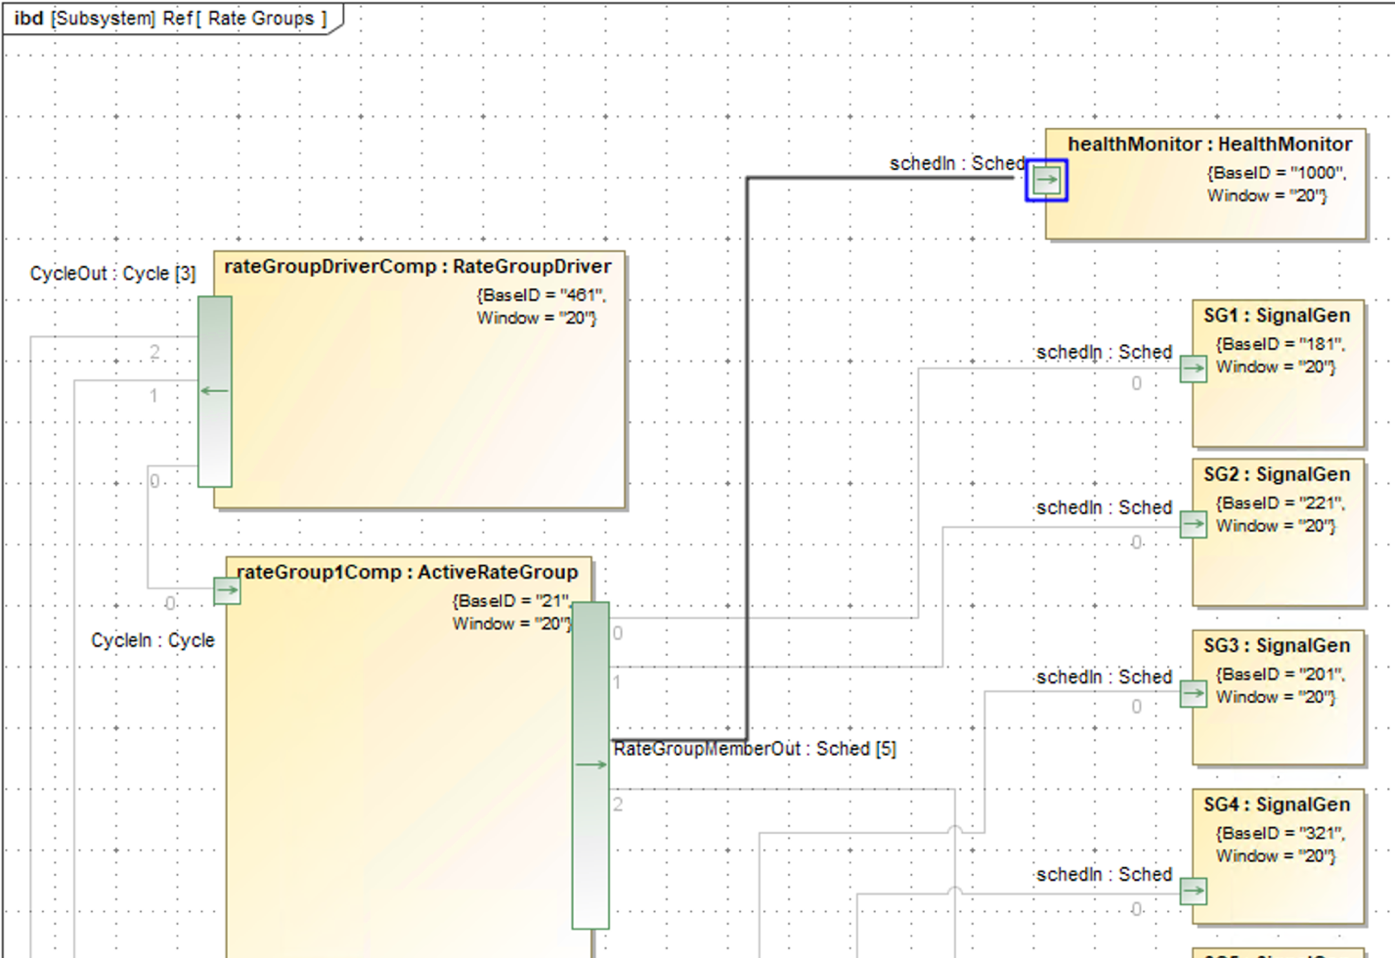 ibd [Subsystem] Ref [ Rate Groups ]
healthMonitor : HealthMonitor
schedIn : Sched
{BaseID = "1000",
Window = "20"}
rateGroupDriverComp : RateGroupDriver
CycleOut : Cycle [3]
{BaseID = "461",
Window = "20"}
2
1
0
SG1 : SignalGen
{BaseID = "181",
schedIn : Sched
Window = "20"}
0
SG2 : SignalGen
{BaseID = "221",
schedIn : Sched
Window = "20"}
0
rateGroup1Comp : ActiveRateGroup
{BaseID = "21",
Window = "20"}
0
CycleIn : Cycle
0
1
RateGroupMemberOut : Sched [5]
2
SG3 : SignalGen
{BaseID = "201",
schedIn : Sched
Window = "20"}
0
SG4 : SignalGen
{BaseID = "321",
Window = "20"}
schedIn : Sched
0